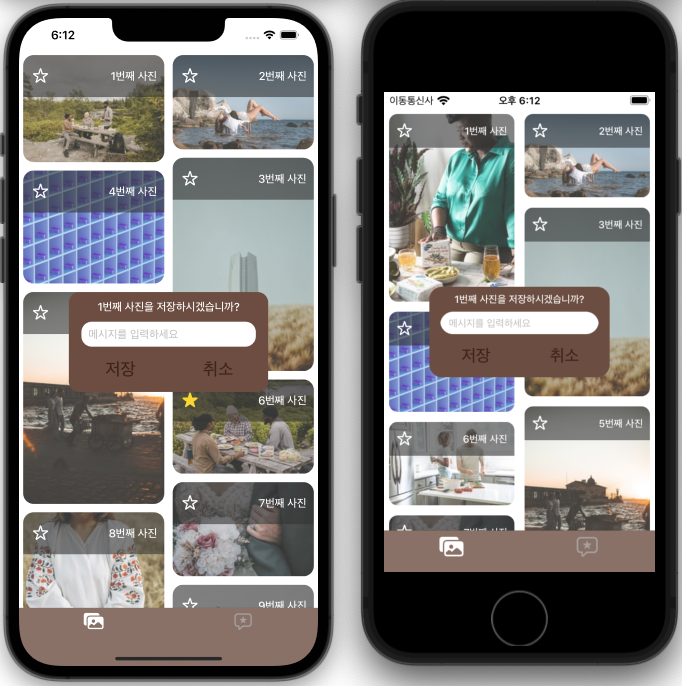 6:12
1번째 사진
2번째 사진
3번째 사진
4번째 사진
1번째 사진을 저장하시겠습니까?
메시지를 입력하세요
저장 취소
6번째 사진
7번째 사진
8번째 사진
9번째 사진
이동통신사 오후 6:12
1번째 사진
2번째 사진
3번째 사진
1번째 사진을 저장하시겠습니까?
메시지를 입력하세요
저장 취소
5번째 사진
6번째 사진
7번째 사진